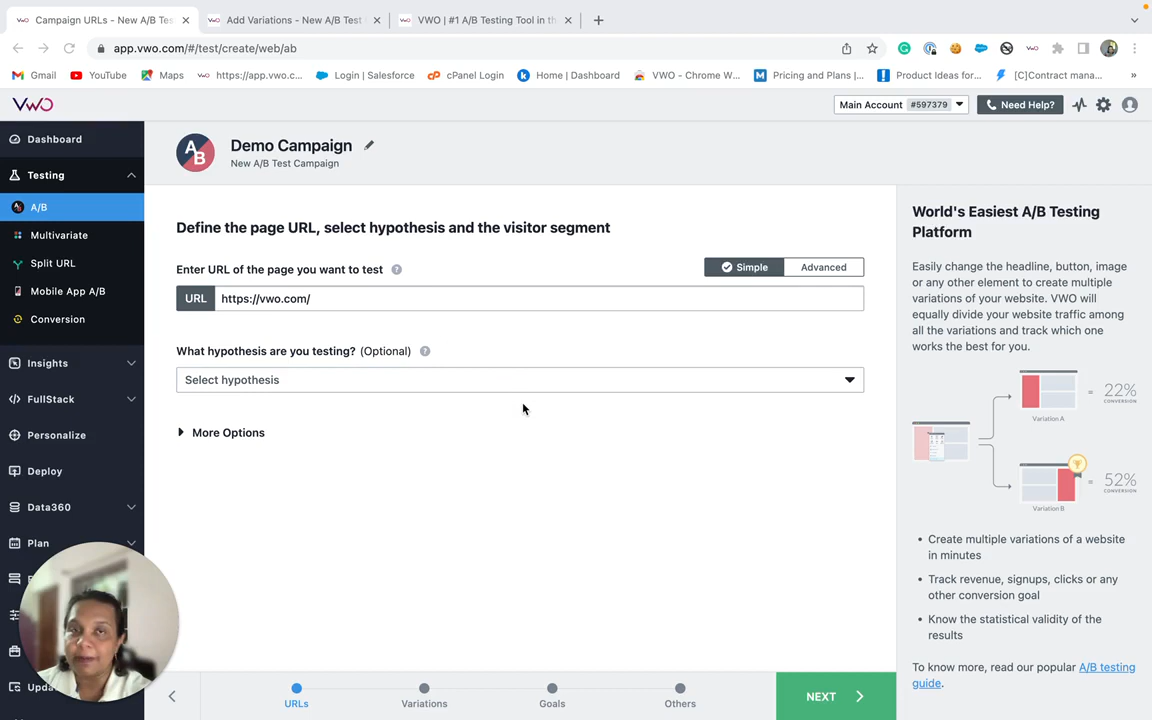 Campaign URLs - New A/B Tes
Add Variations - New A/B Test
VWO | #1 A/B Testing Tool in th
app.vwo.com/#/test/create/web/ab
Gmail
YouTube
Maps
https://app.vwo.c...
Login | Salesforce
cPanel Login
Home | Dashboard
VWO - Chrome W...
Pricing and Plans |...
Product Ideas for...
[C]Contract mana...
VWO
Main Account #597379
Need Help?
Dashboard
Testing
A/B
Multivariate
Split URL
Mobile App A/B
Conversion
Insights
FullStack
Personalize
Deploy
Data360
Plan
AB
Demo Campaign
New A/B Test Campaign
Define the page URL, select hypothesis and the visitor segment
Enter URL of the page you want to test
Simple
Advanced
URL
https://vwo.com/
What hypothesis are you testing? (Optional)
Select hypothesis
More Options
URLs
Variations
Goals
Others
NEXT
World's Easiest A/B Testing
Platform
Easily change the headline, button, image
or any other element to create multiple
variations of your website. VWO will
equally divide your website traffic among
all the variations and track which one
works the best for you.
= 22%
CONVERSION
Variation A
= 52%
CONVERSION
Variation B
• Create multiple variations of a website
in minutes
• Track revenue, signups, clicks or any
other conversion goal
• Know the statistical validity of the
results
To know more, read our popular A/B testing
guide.